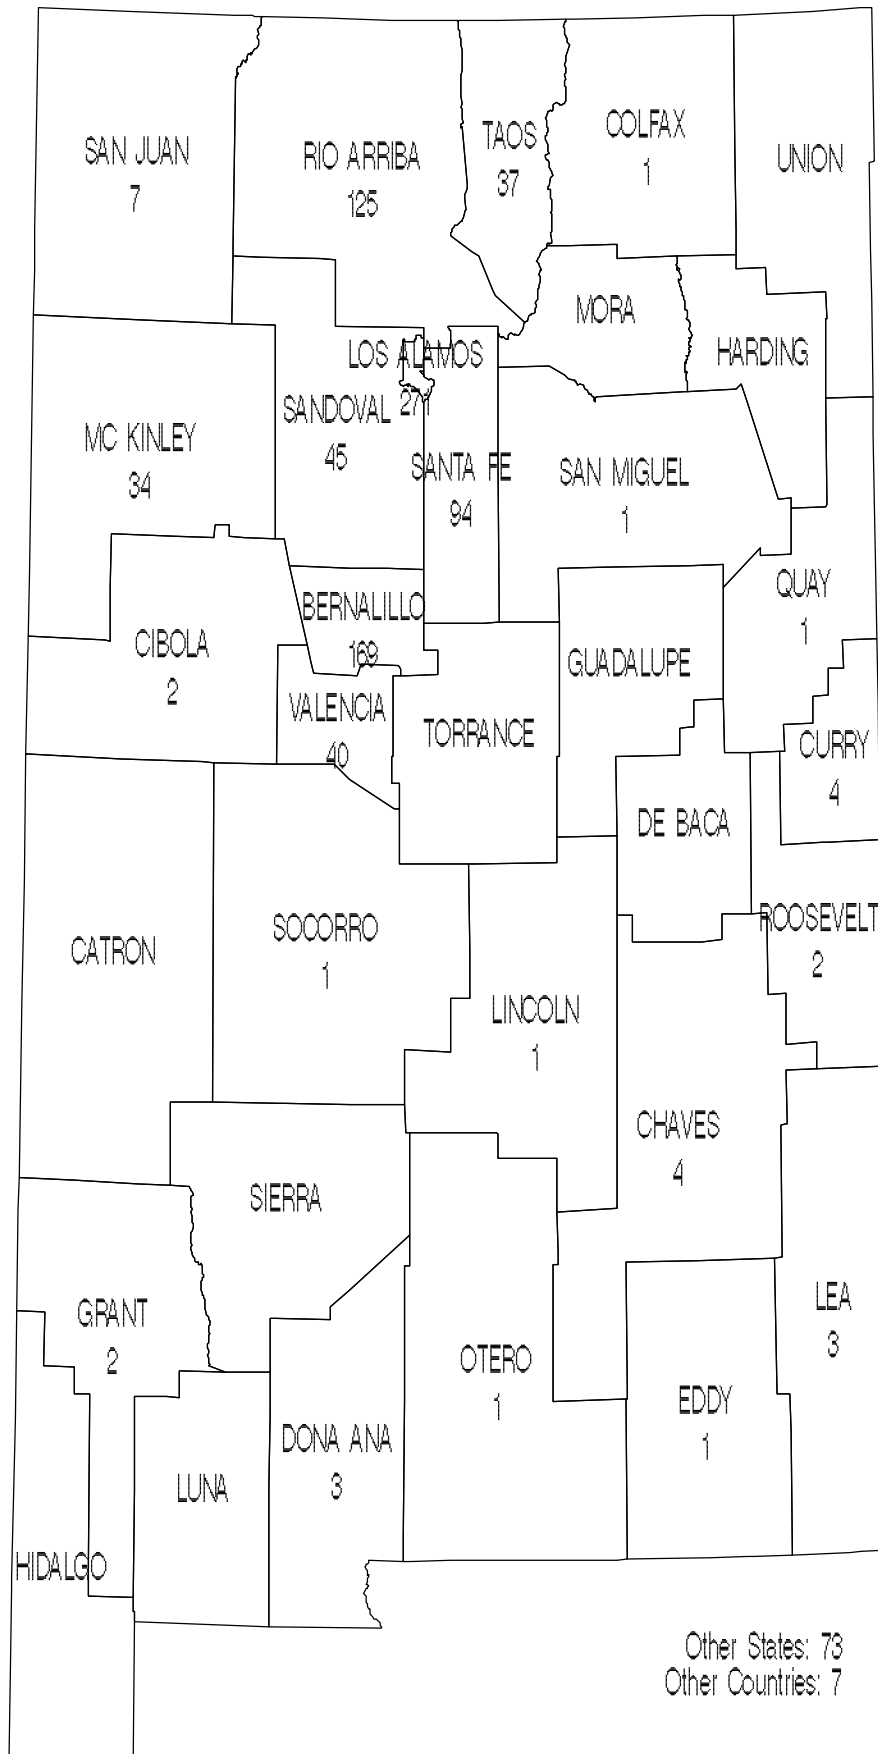 SAN JUAN
7
RIO ARRIBA
125
TAOS
37
COLFAX
1
UNION
MORA
HARDING
LOS ALAMOS
271
MC KINLEY
34
SANDOVAL
45
SANTA FE
94
SAN MIGUEL
1
QUAY
1
BERNALILLO
169
CIBOLA
2
GUADALUPE
VALENCIA
40
TORRANCE
CURRY
4
DE BACA
ROOSEVELT
2
CATRON
SOCORRO
1
LINCOLN
1
CHAVES
4
SIERRA
GRANT
2
LEA
3
OTERO
1
EDDY
1
DONA ANA
3
LUNA
HIDALGO
Other States: 73
Other Countries: 7